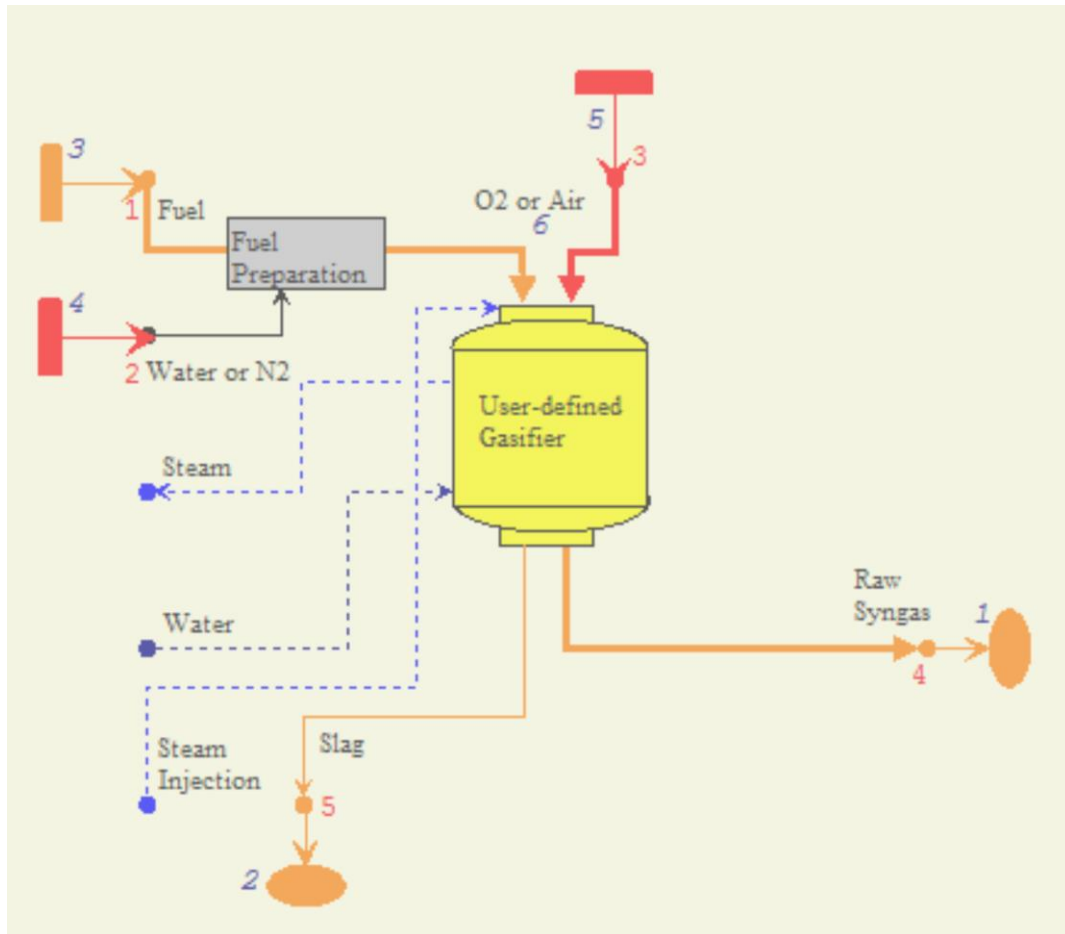 5
3
3
1
Fuel
O2 or Air
6
Fuel
Preparation
4
2
Water or N2
User-defined
Gasifier
Steam
Raw
Syngas
1
4
Water
Steam
Injection
Slag
5
2